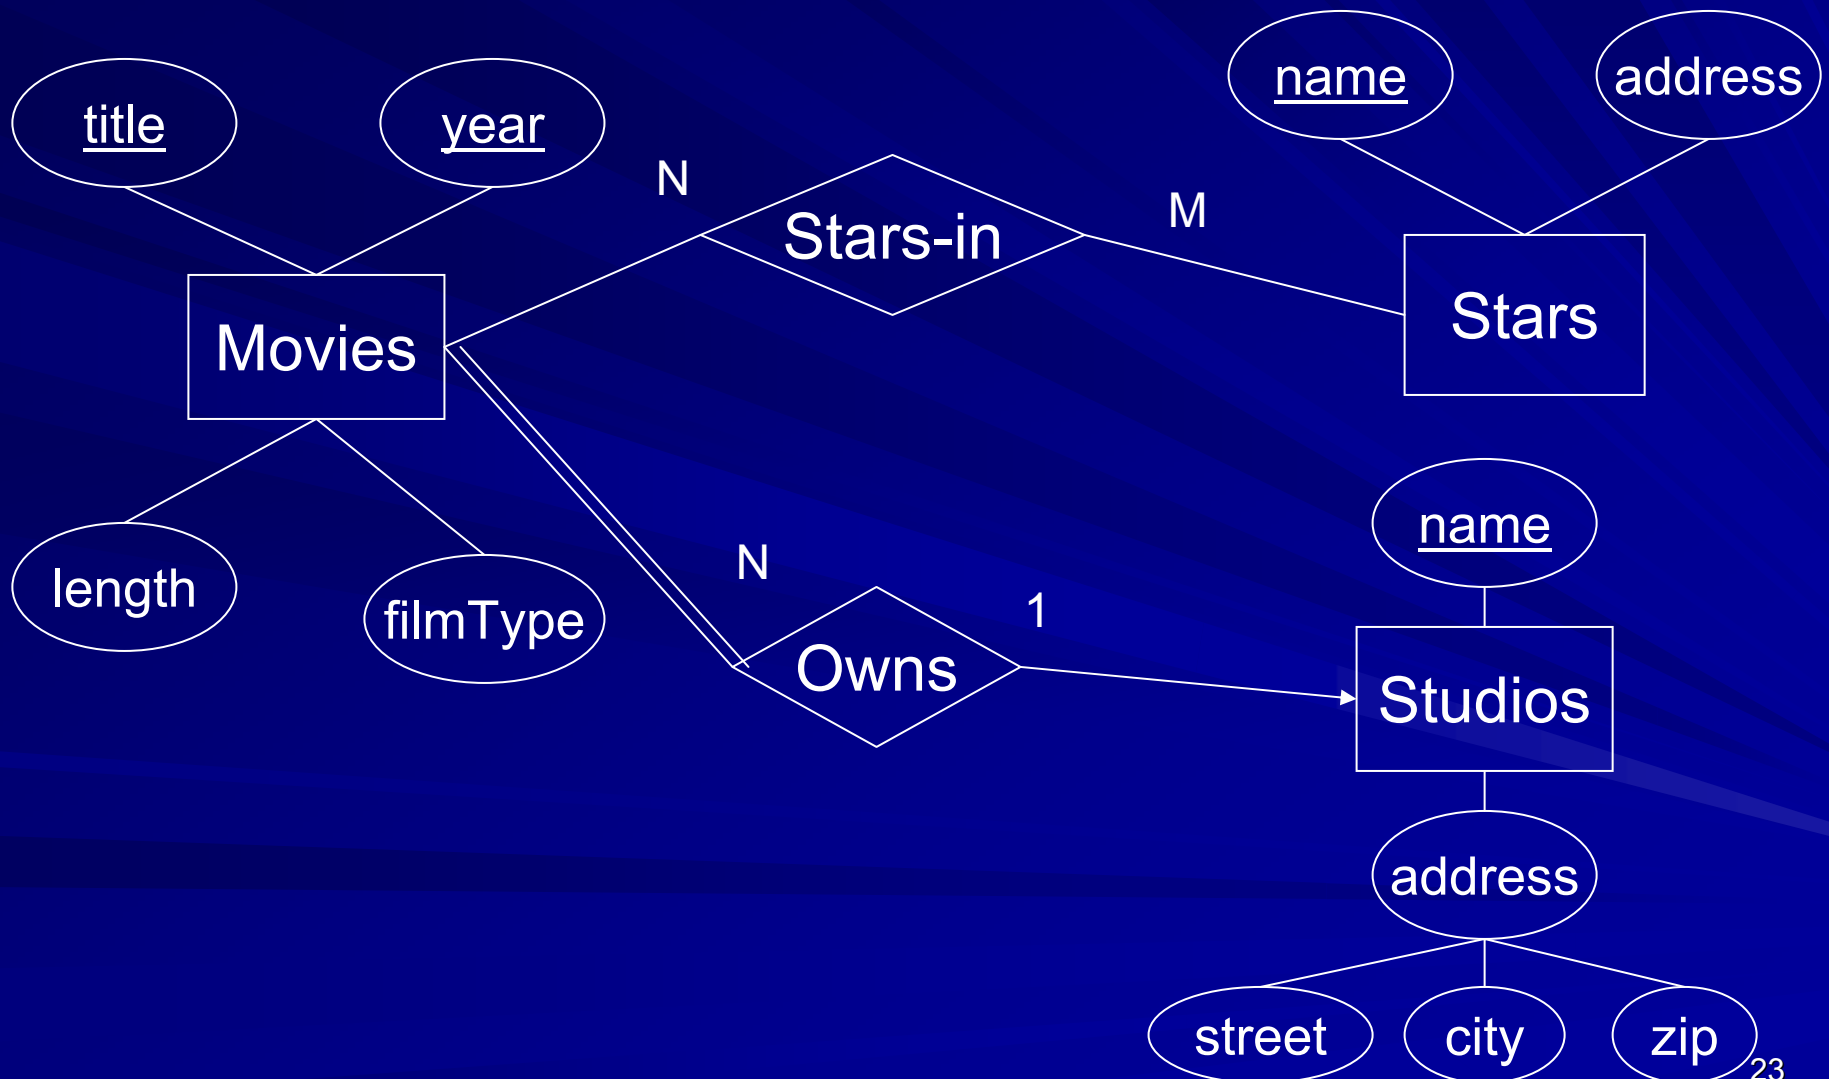 name
address
title
year
N
Stars-in
M
Movies
Stars
name
length
filmType
N
1
Owns
Studios
address
street
city
zip
23